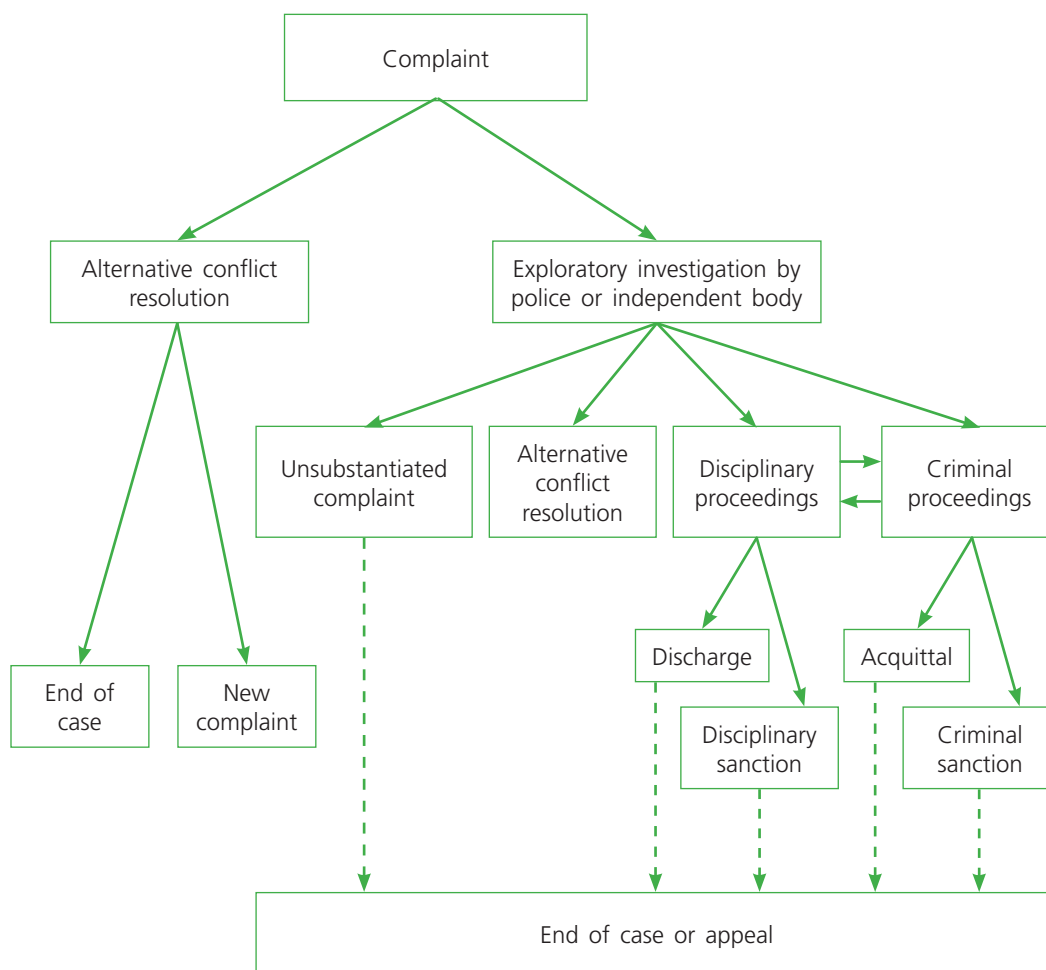 Complaint
Alternative conflict
resolution
Exploratory investigation by
police or independent body
Unsubstantiated
complaint
Alternative
conflict
resolution
Disciplinary
proceedings
Criminal
proceedings
End of
case
New
complaint
Discharge
Acquittal
Disciplinary
sanction
Criminal
sanction
End of case or appeal